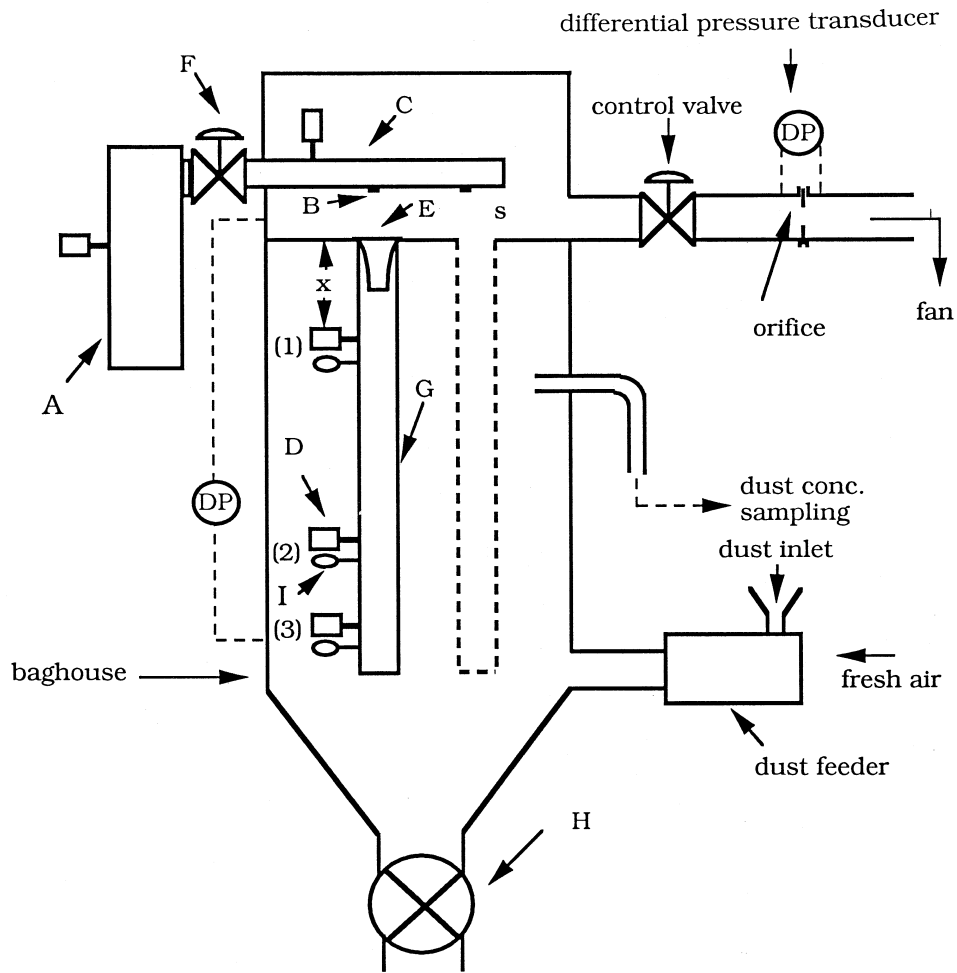 differential pressure transducer
F
C
control valve
DP
B
E
s
x
fan
orifice
(1)
A
G
D
DP
dust conc.
sampling
(2)
dust inlet
I
(3)
baghouse
fresh air
dust feeder
H